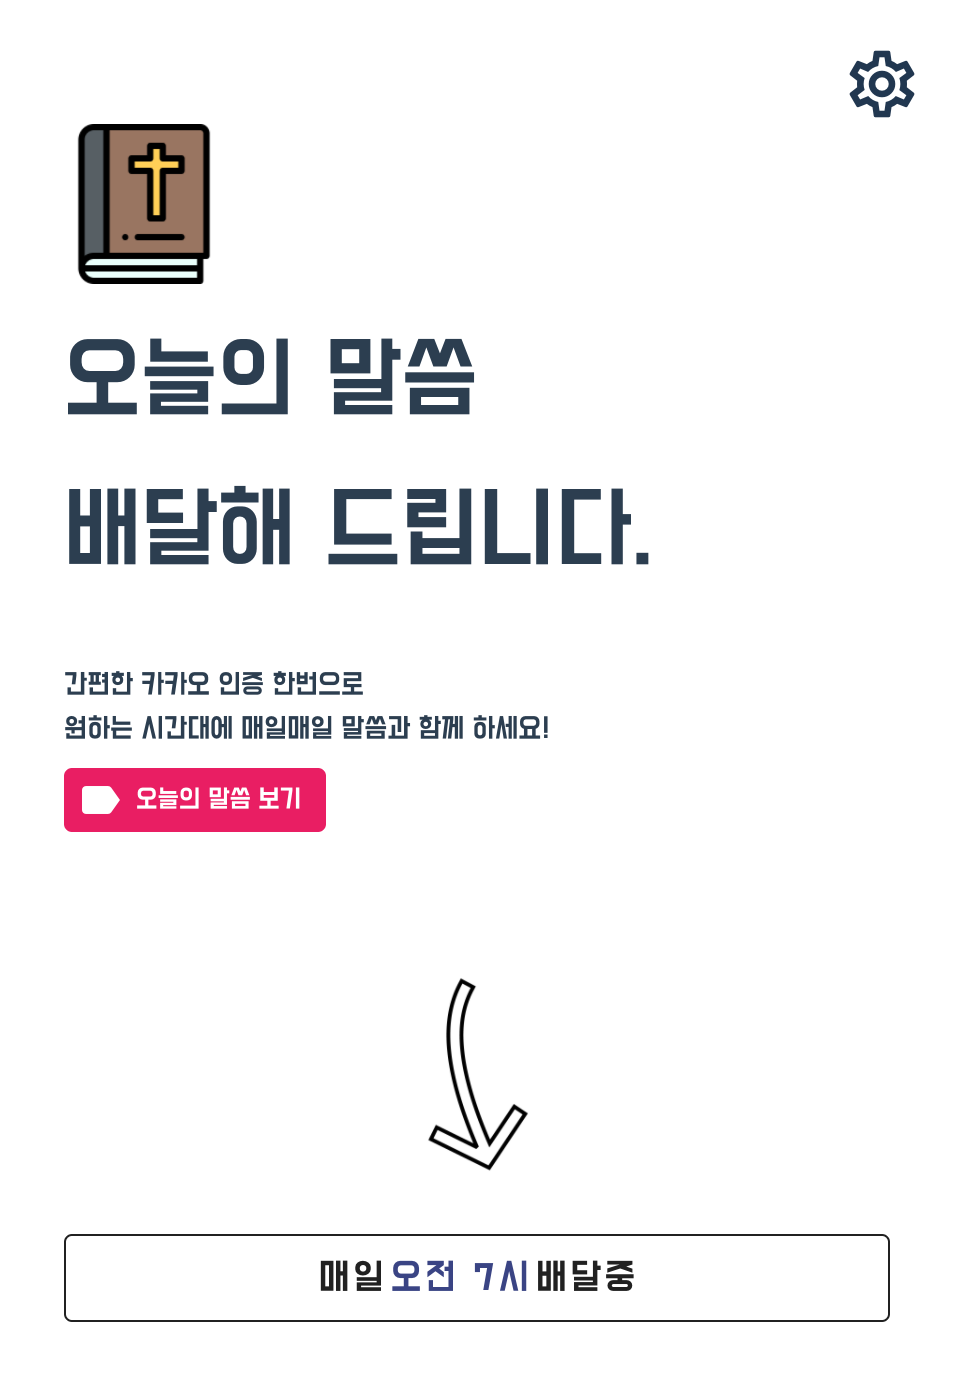 오늘의 말씀
배달해 드립니다.
간편한 카카오 인증 한번으로
원하는 시간대에 매일매일 말씀과 함께 하세요!
오늘의 말씀 보기
매일 오전 7시 배달중